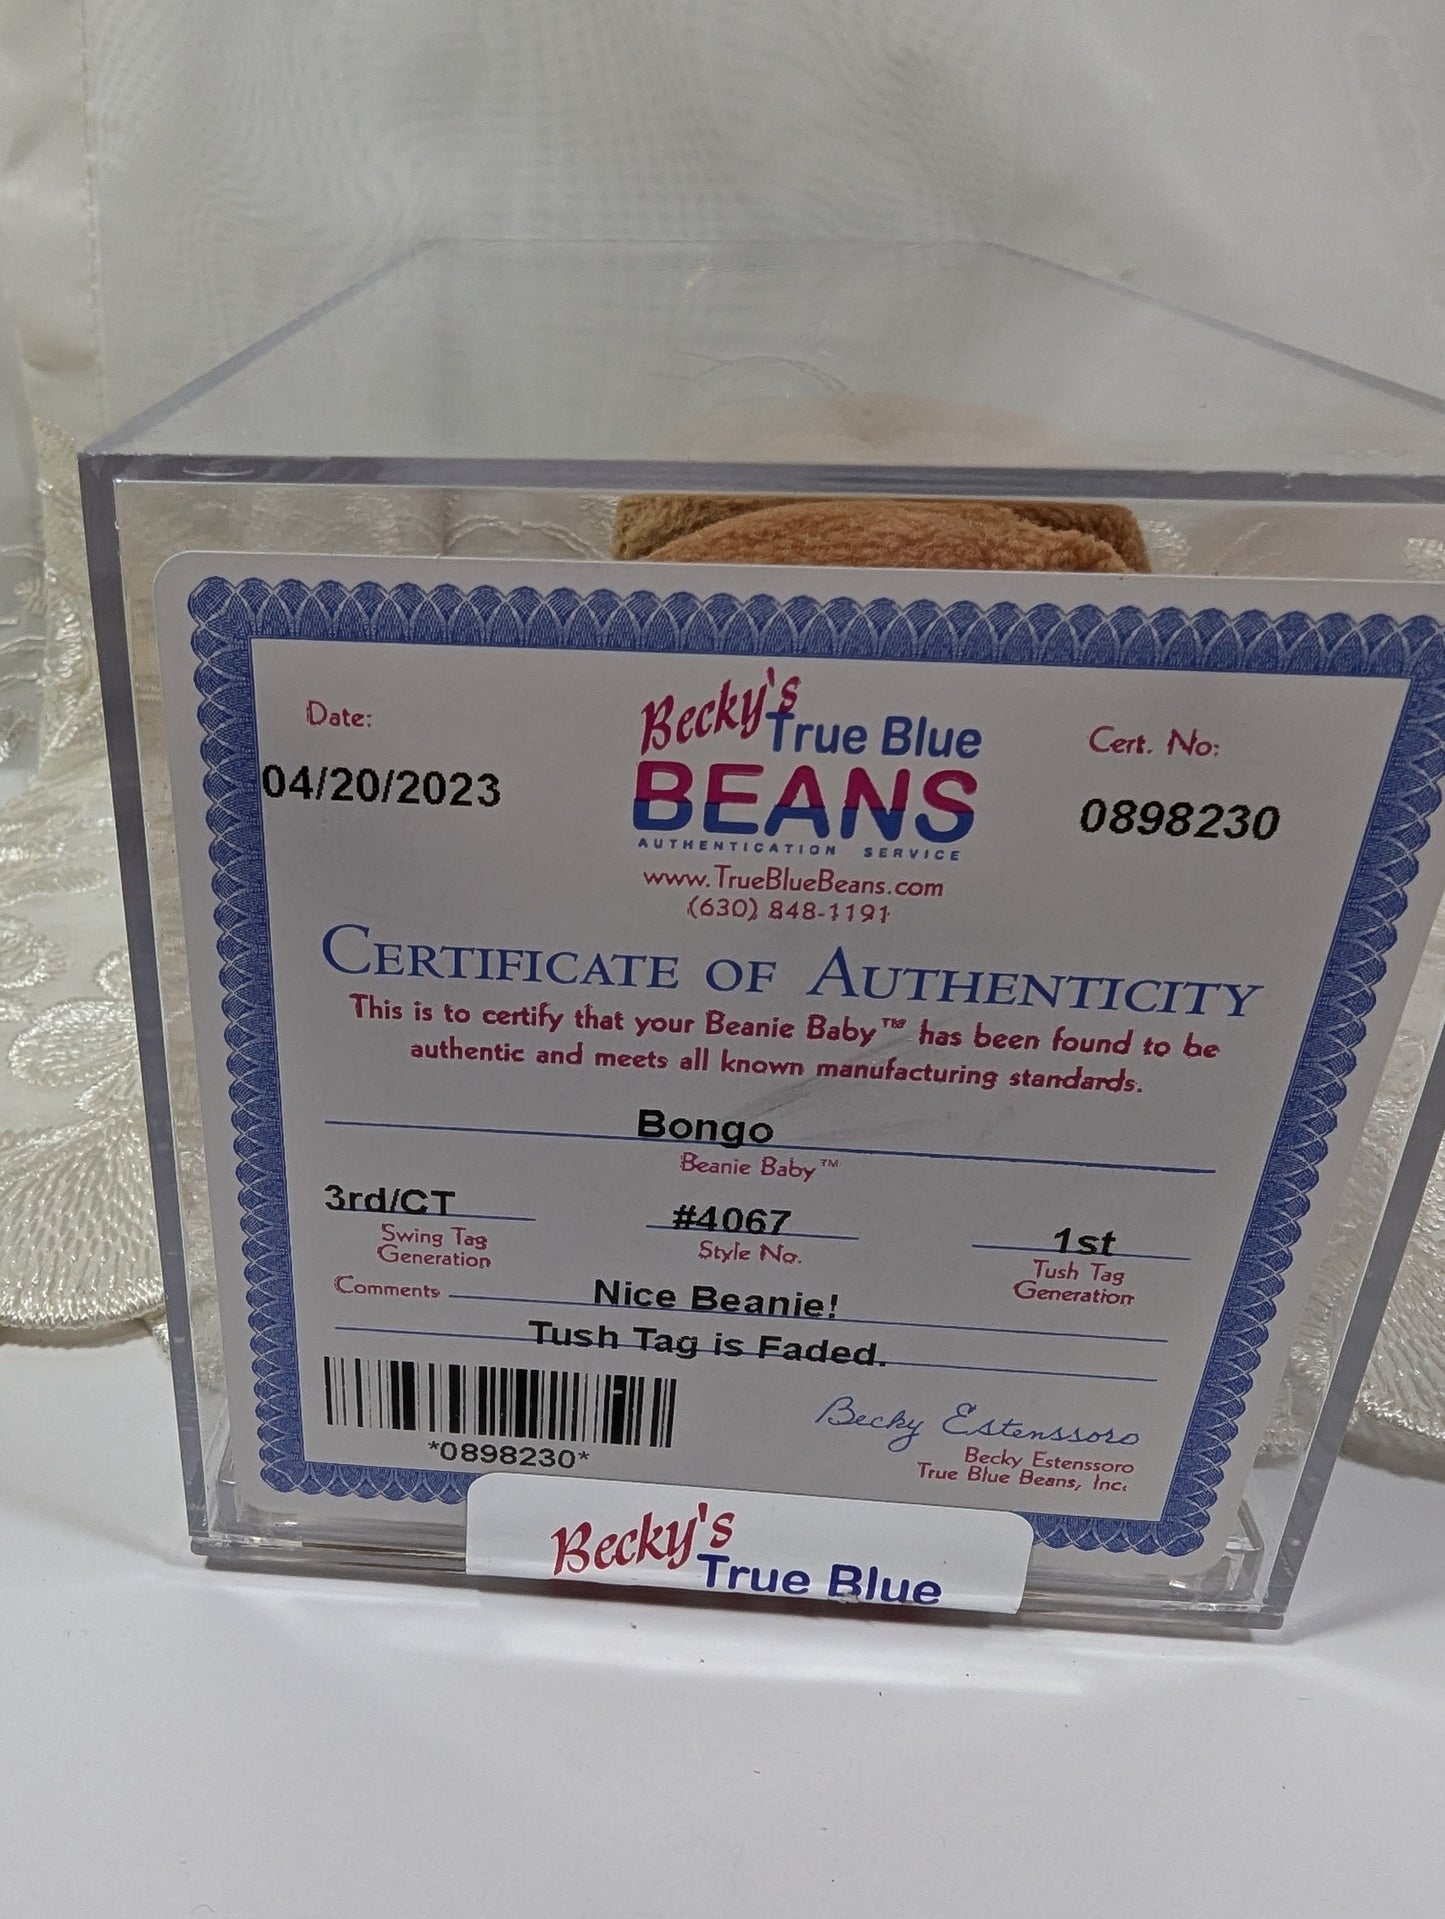 Date:
04/20/2023
Becky's
True Blue
BEANS
AUTHENTICATION SERVICE
www.TrueBlueBeans.com
(630) 848-1191
Cert. No:
0898230
CERTIFICATE OF AUTHENTICITY
This is to certify that your Beanie Baby™ has been found to be
authentic and meets all known manufacturing standards.
Bongo
Beanie Baby™
3rd/CT
Swing Tag
Generation
#4067
Style No.
1st
Tush Tag
Generation
Comments Nice Beanie!
Tush Tag is Faded.
*0898230*
Becky Estenssoro
Becky Estenssoro
True Blue Beans, Inc.
Becky's
True Blue